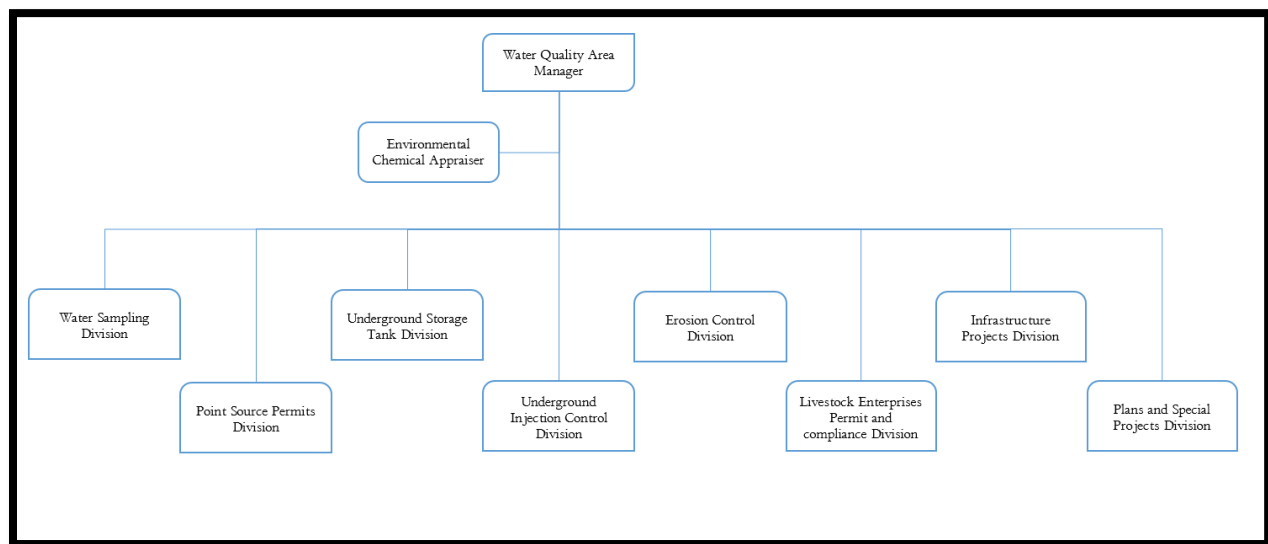 Water Quality Area
Manager
Environmental
Chemical Appraiser
Water Sampling
Division
Underground Storage
Tank Division
Erosion Control
Division
Infrastructure
Projects Division
Point Source Permits
Division
Underground
Injection Control
Division
Livestock Enterprises
Permit and
compliance Division
Plans and Special
Projects Division